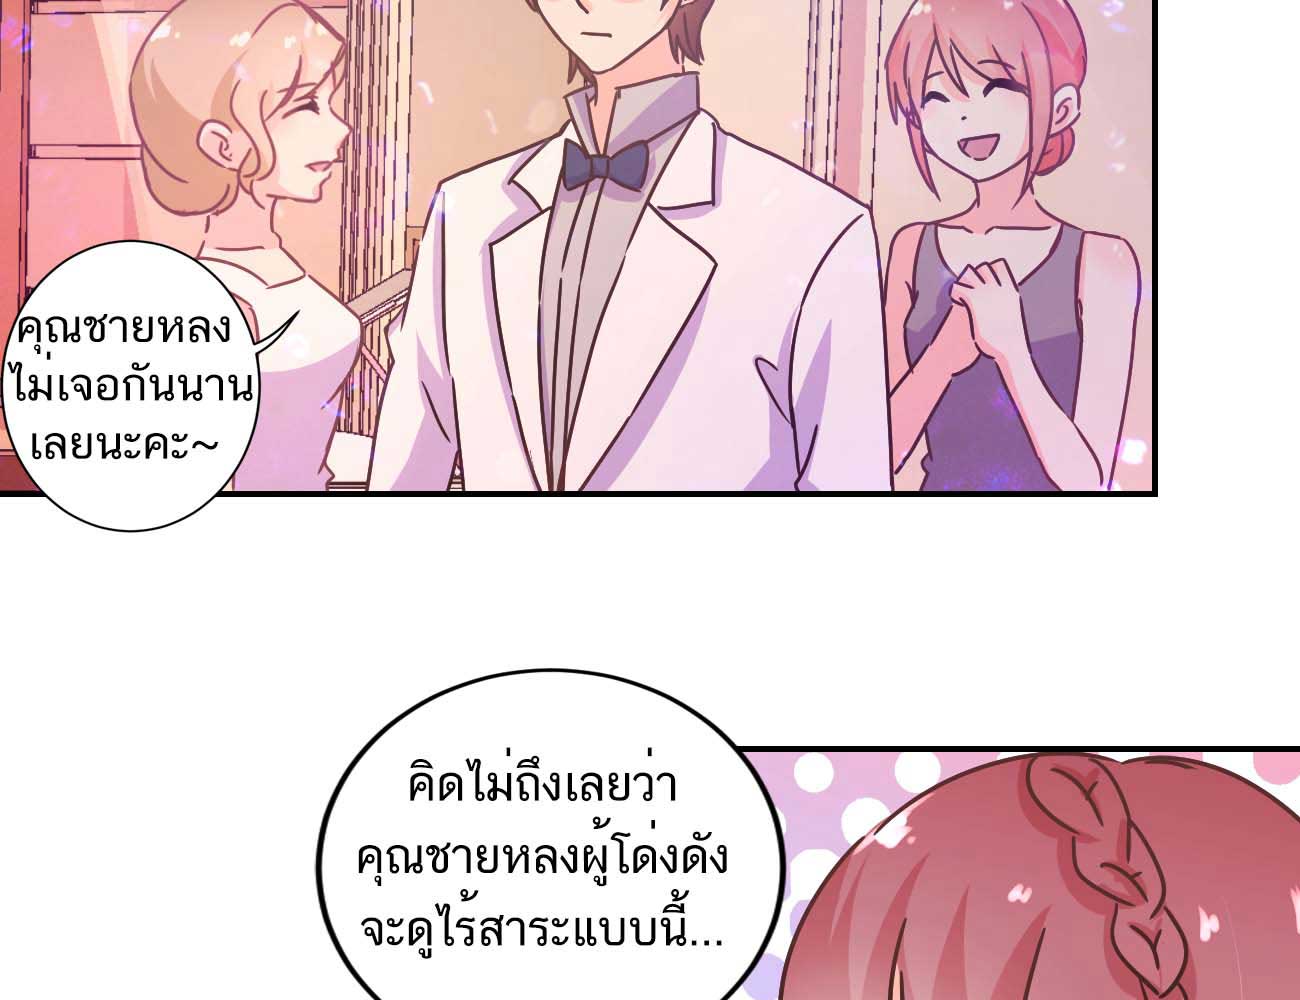 คุณชายหลง
ไม่เจอกันนาน
เลยนะคะ~
คิดไม่ถึงเลยว่า
คุณชายหลงผู้โด่งดัง
จะดูไร้สาระแบบนี้...